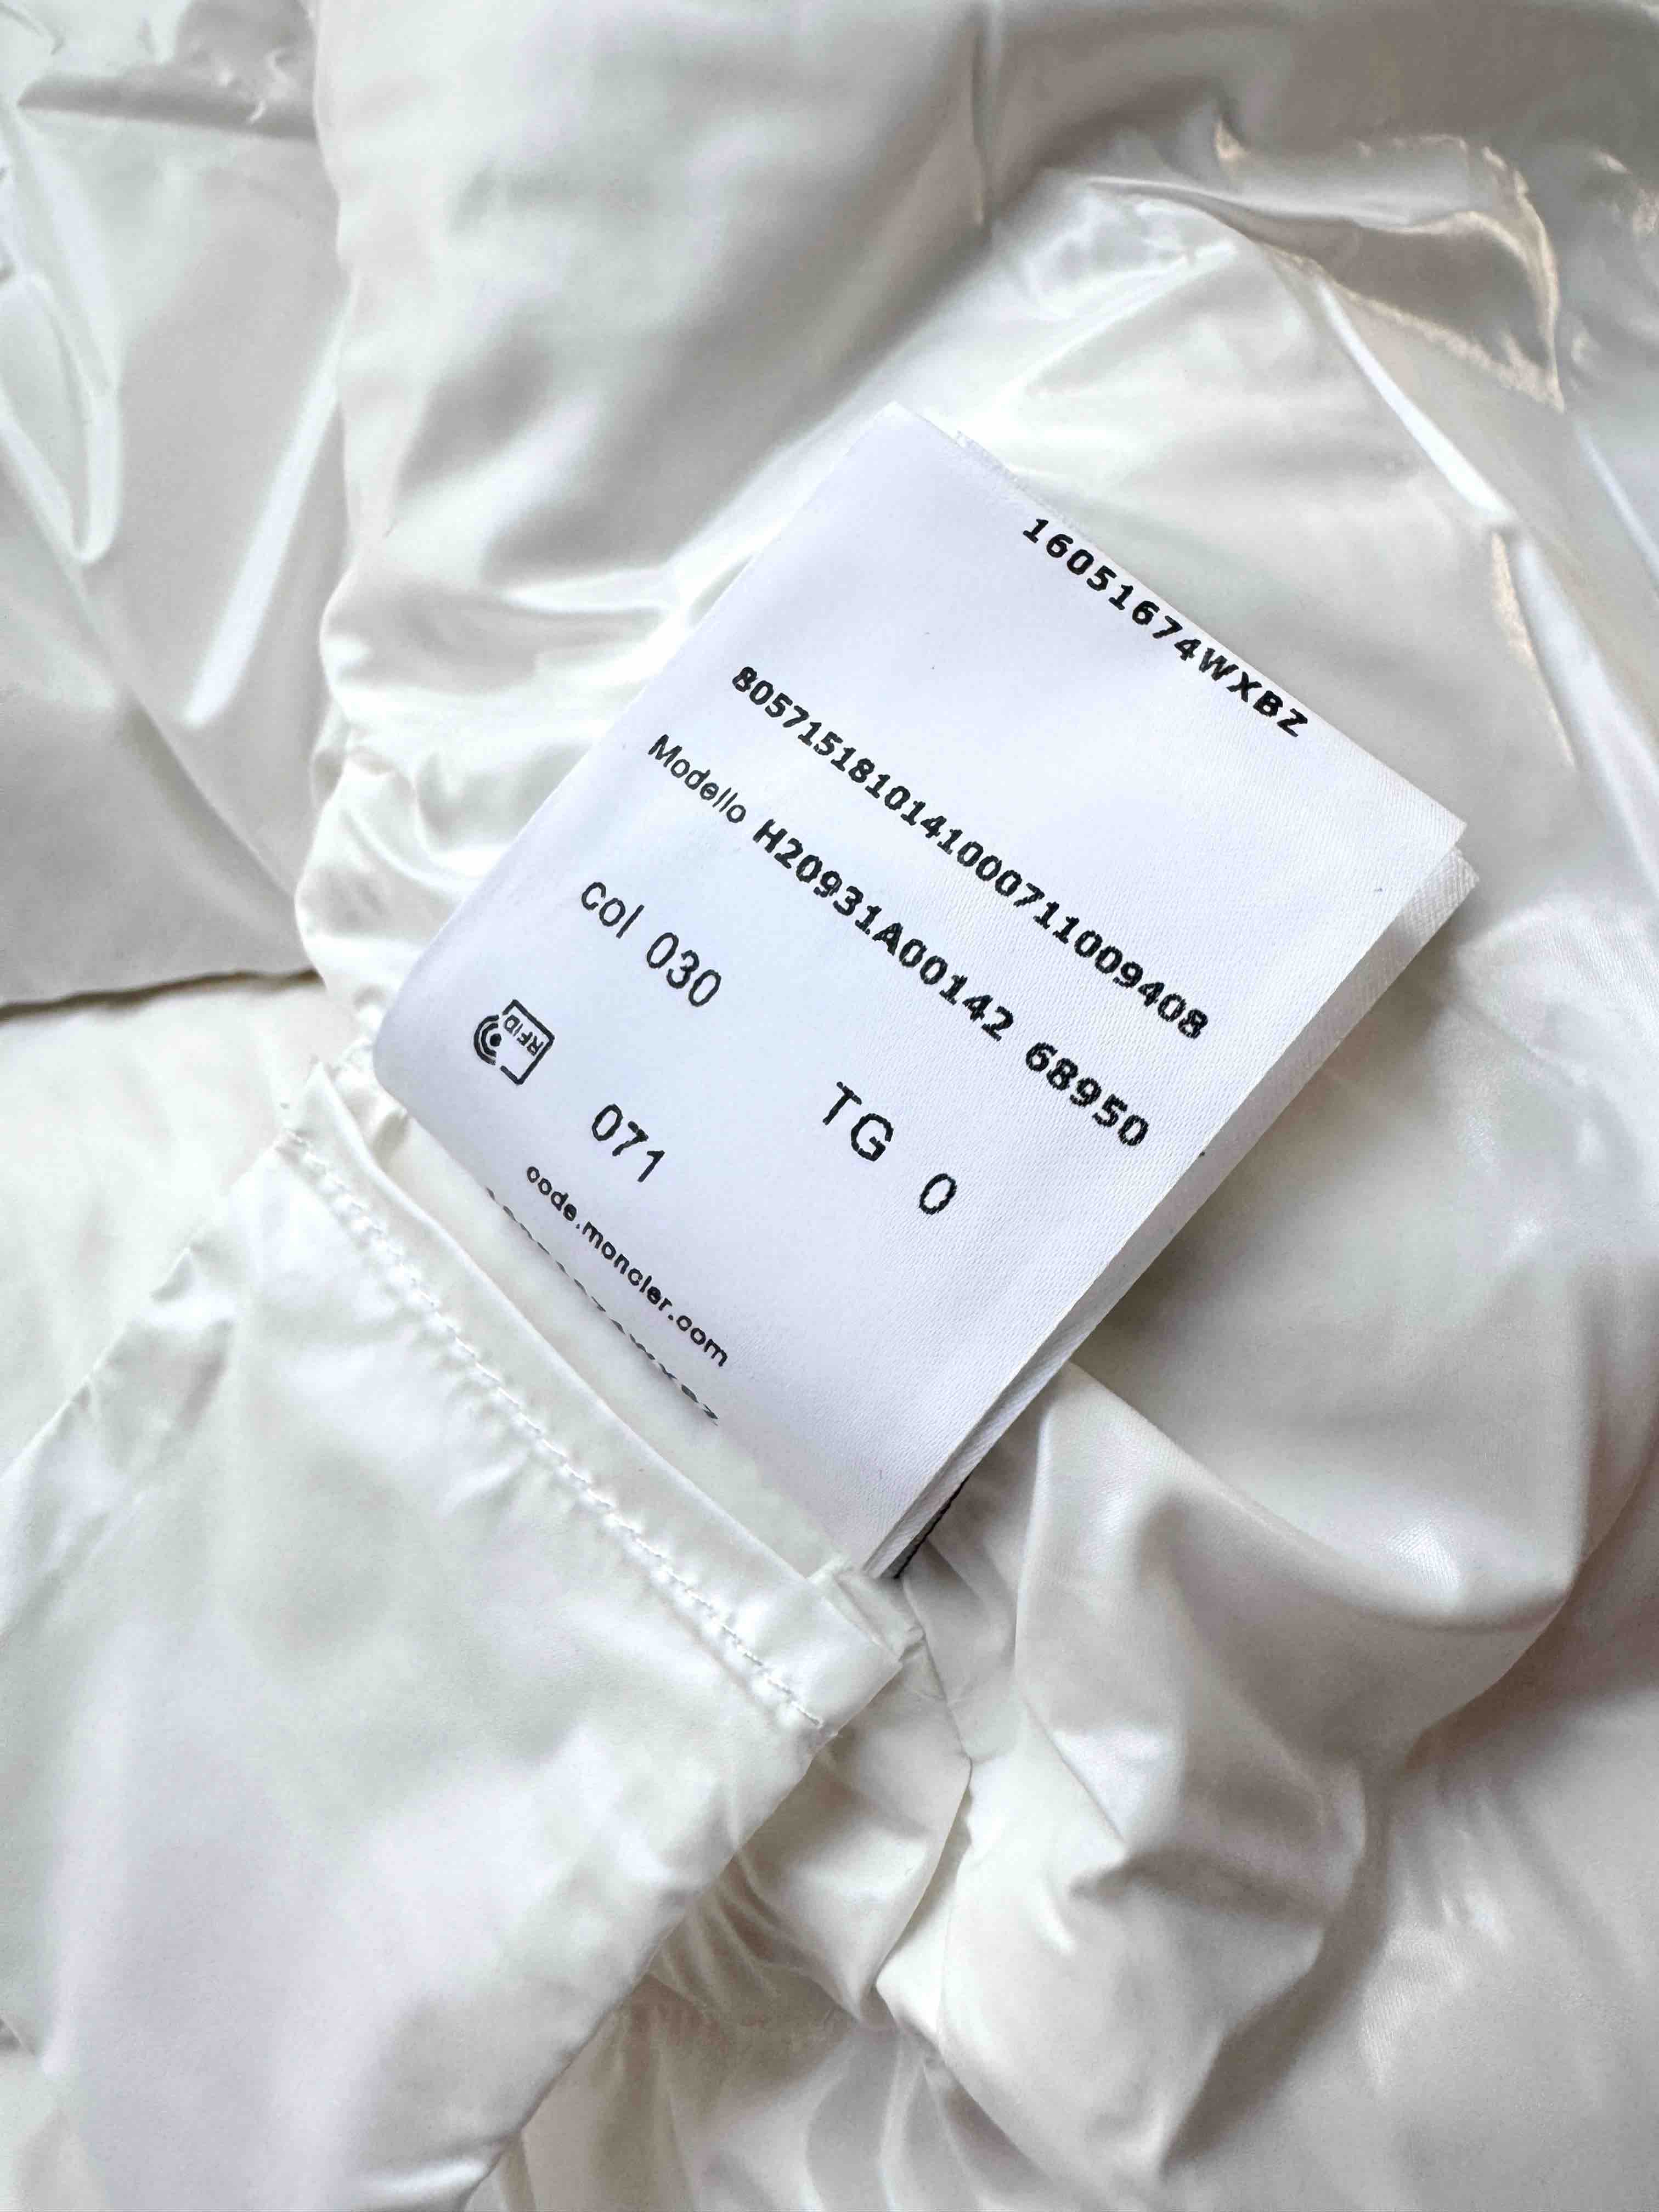 16051674WXBZ
8057151810141000711009408
Modello H20931A00142 68950
col 030
TG 0
RFID
071
code.moncler.com